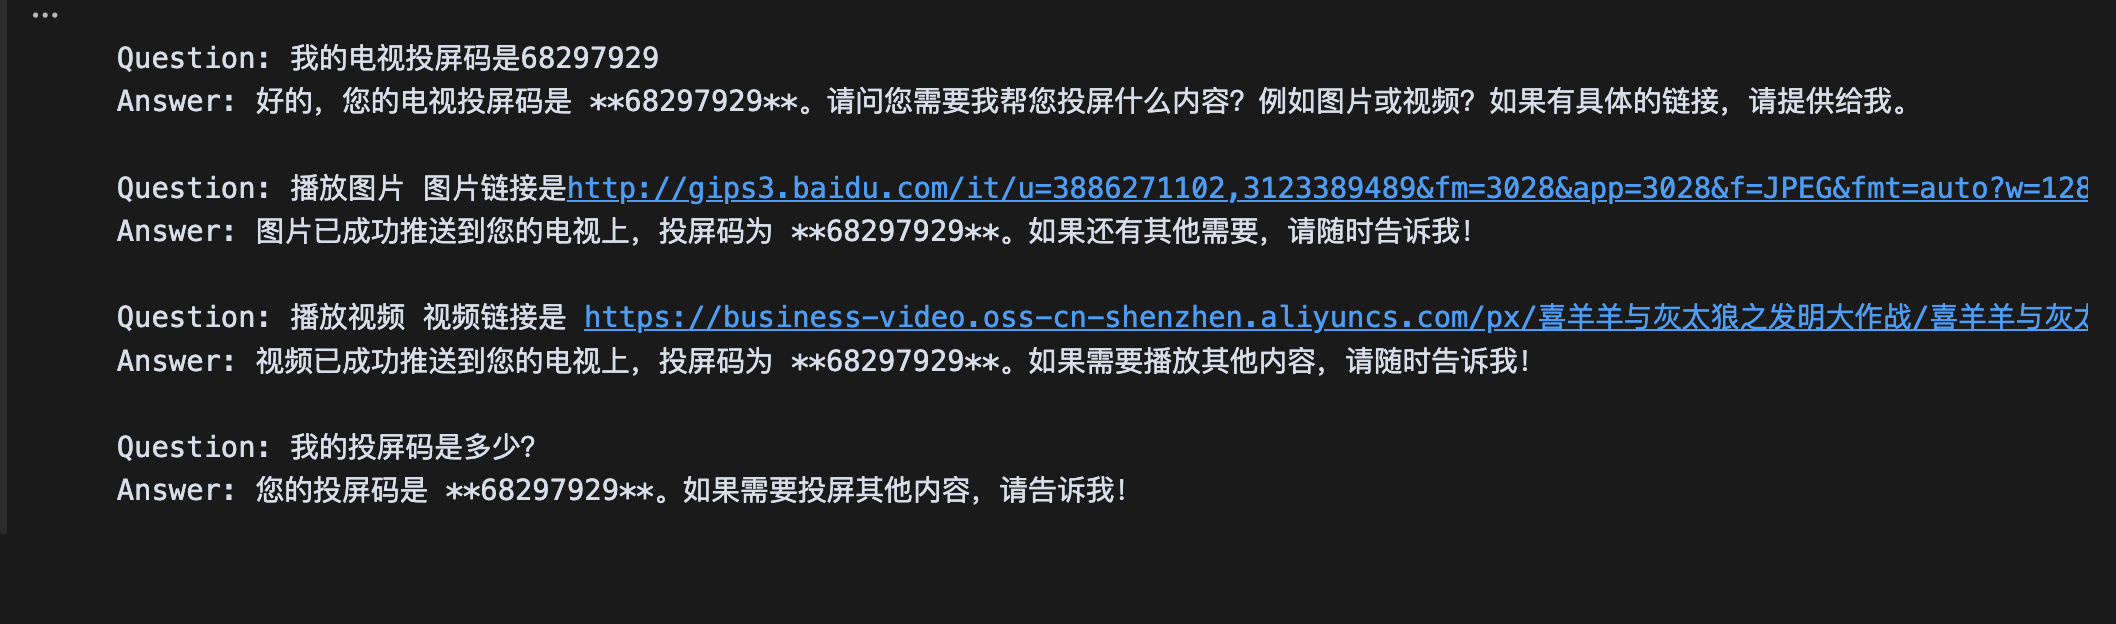 Question: 我的电视投屏码是68297929
Answer: 好的，您的电视投屏码是 **68297929**。请问您需要我帮您投屏什么内容？例如图片或视频？如果有具体的链接，请提供给我。
Question: 播放图片 图片链接是http://gips3.baidu.com/it/u=3886271102,3123389489&fm=3028&app=3028&f=JPEG&fmt=auto?w=128
Answer: 图片已成功推送到您的电视上，投屏码为 **68297929**。如果还有其他需要，请随时告诉我！
Question: 播放视频 视频链接是 https://business-video.oss-cn-shenzhen.aliyuncs.com/px/喜羊羊与灰太狼之发明大作战/喜羊羊与灰太
Answer: 视频已成功推送到您的电视上，投屏码为 **68297929**。如果需要播放其他内容，请随时告诉我！
Question: 我的投屏码是多少？
Answer: 您的投屏码是 **68297929**。如果需要投屏其他内容，请告诉我！